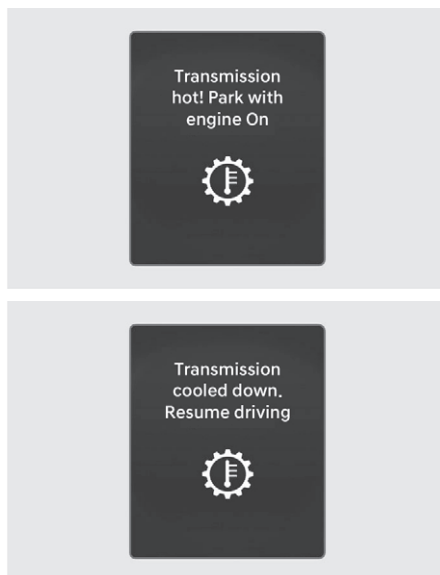 Transmission
hot! Park with
engine On
Transmission
cooled down.
Resume driving